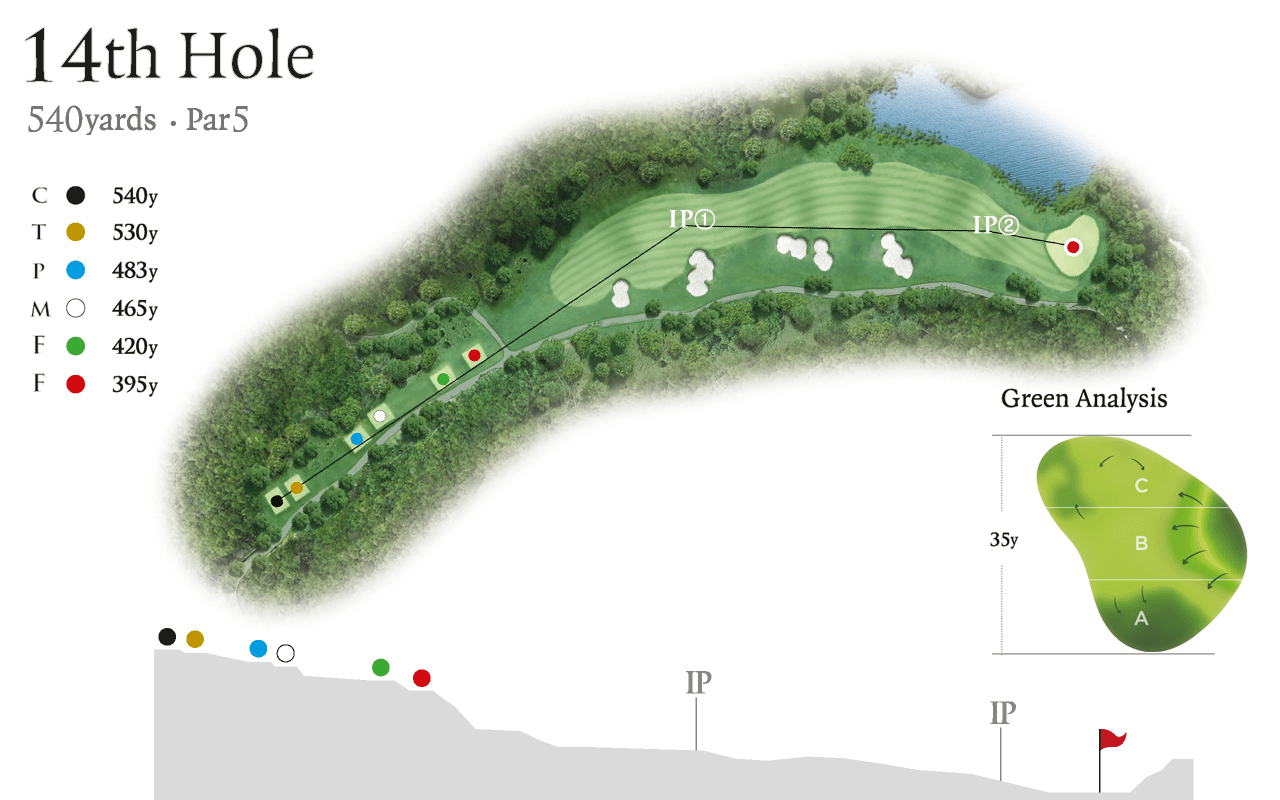 14th Hole
540yards · Par5
C 540y
T 530y
P 483y
M 465y
F 420y
F 395y
IP①
IP②
Green Analysis
35y
C
B
A
IP
IP